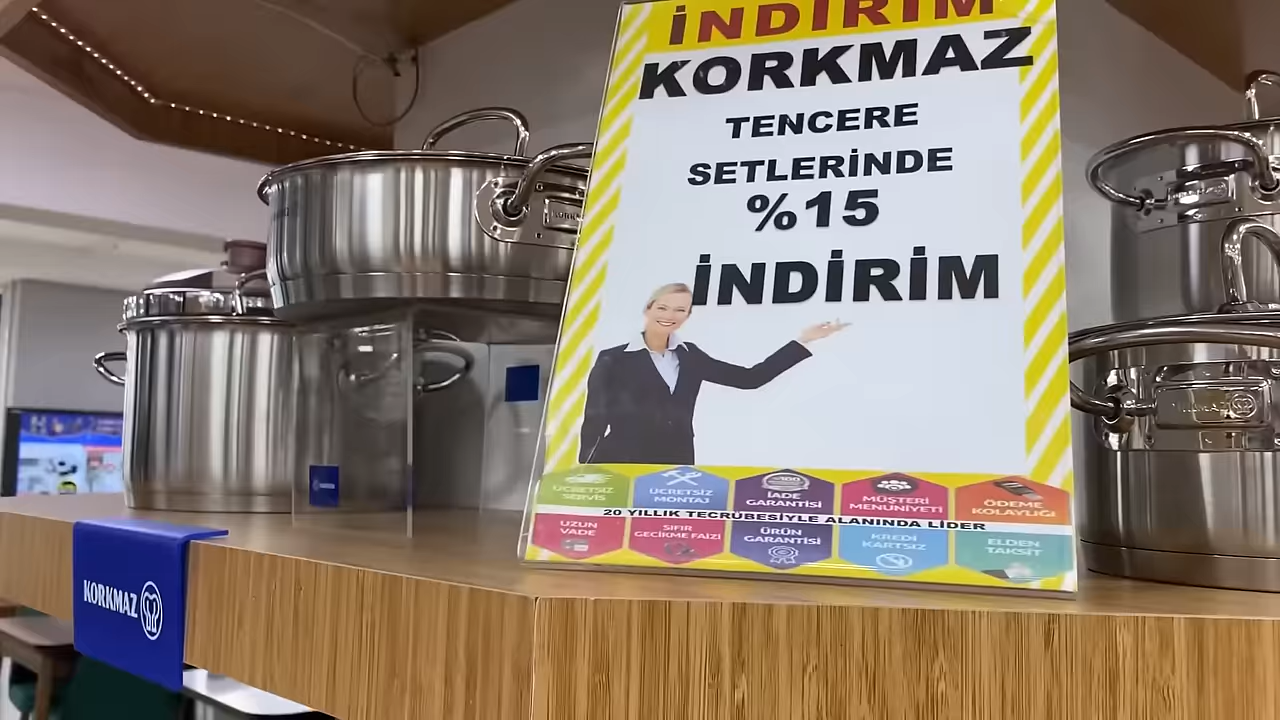 İNDİRİM
KORKMAZ
TENCERE
SETLERİNDE
%15
İNDİRİM
ÜCRETSİZ SERVİS
ÜCRETSİZ MONTAJ
İADE GARANTİSİ
MÜŞTERİ MENUNİYETİ
ÖDEME KOLAYLIĞI
20 YILLIK TECRÜBESİYLE ALANINDA LİDER
UZUN VADE
SIFIR GECİKME FAİZİ
ÜRÜN GARANTİSİ
KREDİ KARTSIZ
ELDEN TAKSİT
KORKMAZ